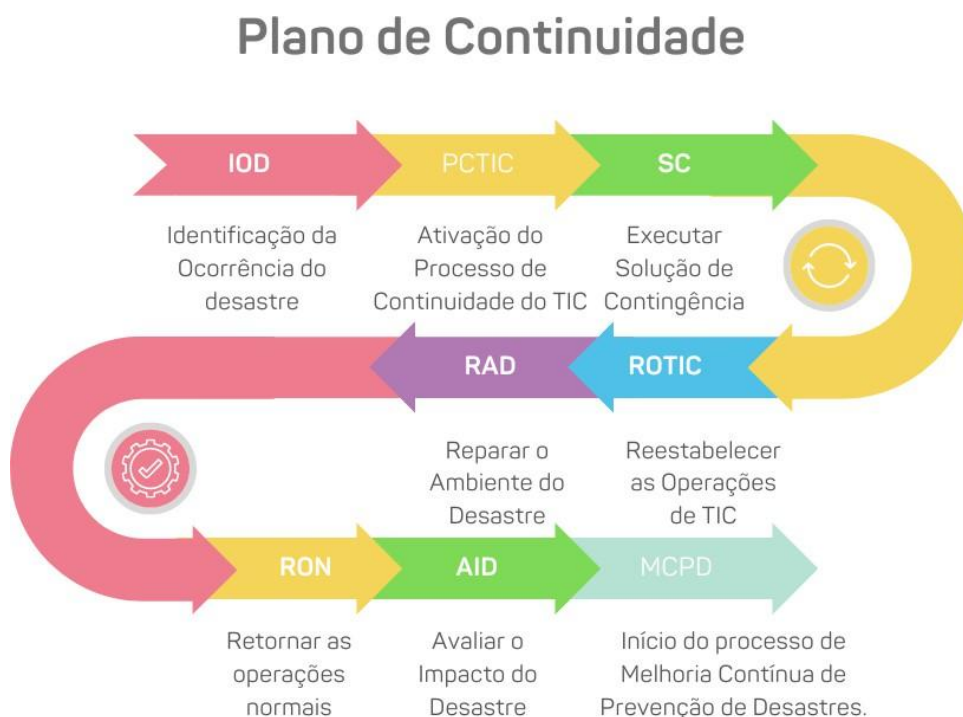 Plano de Continuidade
IOD
PCTIC
SC
Identificação da
Ocorrência do
desastre
Ativação do
Processo de
Continuidade do TIC
Executar
Solução de
Contingência
ROTIC
RAD
Reestabelecer
as Operações
de TIC
Reparar o
Ambiente do
Desastre
RON
AID
MCPD
Retornar as
operações
normais
Avaliar o
Impacto do
Desastre
Início do processo de
Melhoria Contínua de
Prevenção de Desastres.